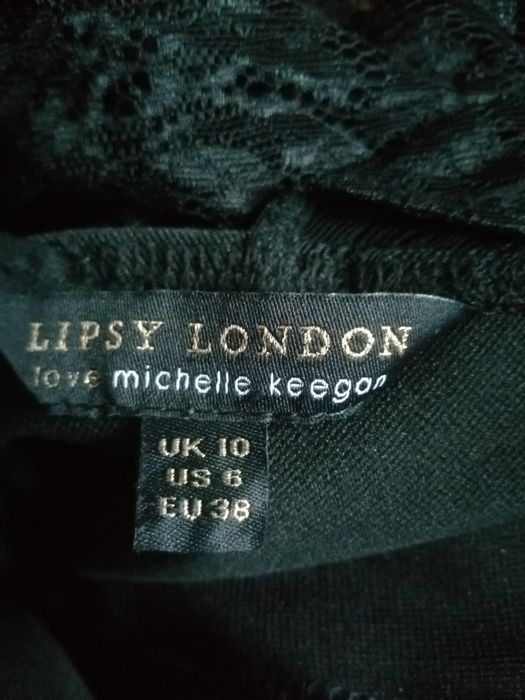 LIPSY LONDON
love michelle keegan
UK 10
US 6
EU 38